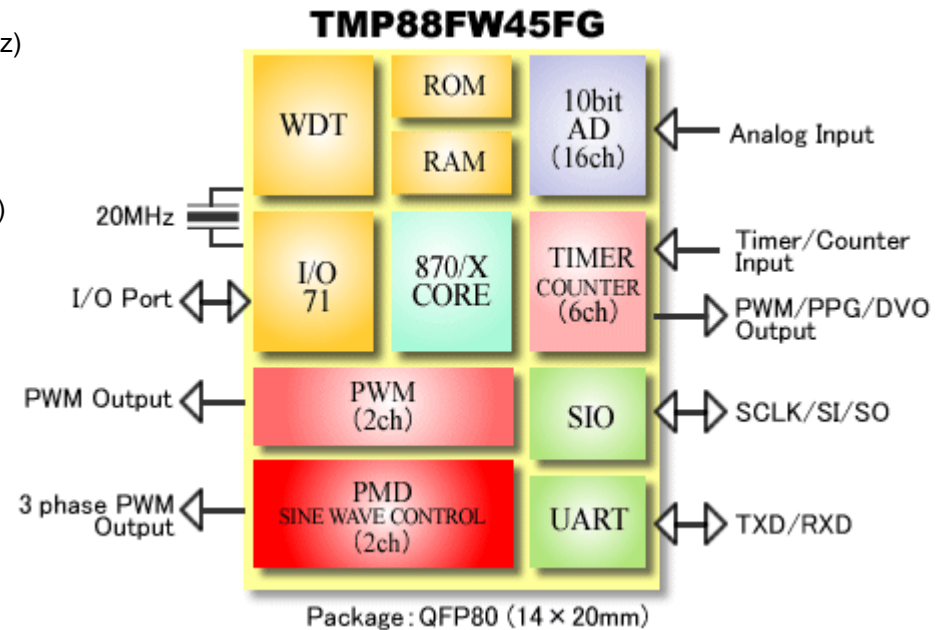 TMP88FW45FG
z)
)
WDT
ROM
RAM
10bit
AD
(16ch)
Analog Input
20MHz
I/O Port
I/O
71
870/X
CORE
TIMER
COUNTER
(6ch)
Timer/Counter
Input
PWM/PPG/DVO
Output
PWM Output
PWM
(2ch)
SIO
SCLK/SI/SO
3 phase PWM
Output
PMD
SINE WAVE CONTROL
(2ch)
UART
TXD/RXD
Package:QFP80 (14×20mm)